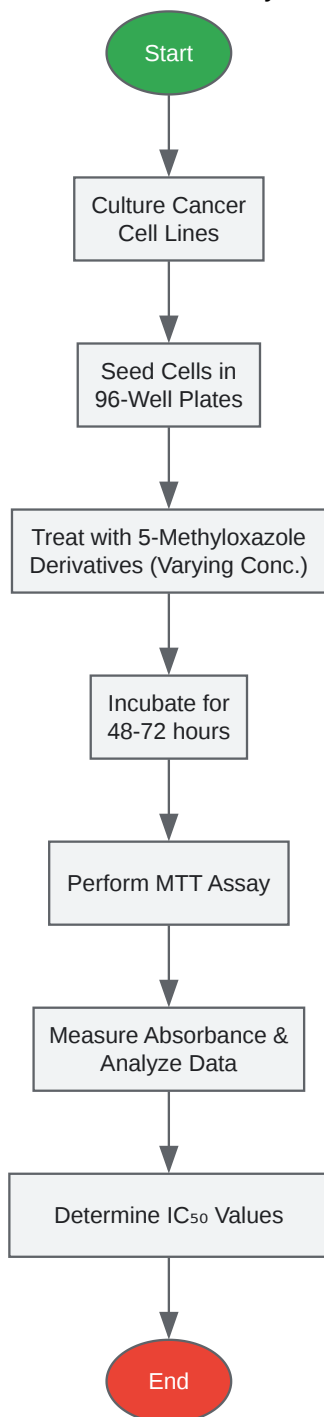 Start
Culture Cancer
Cell Lines
Seed Cells in
96-Well Plates
Treat with 5-Methyloxazole
Derivatives (Varying Conc.)
Incubate for
48-72 hours
Perform MTT Assay
Measure Absorbance &
Analyze Data
Determine IC₅₀ Values
End